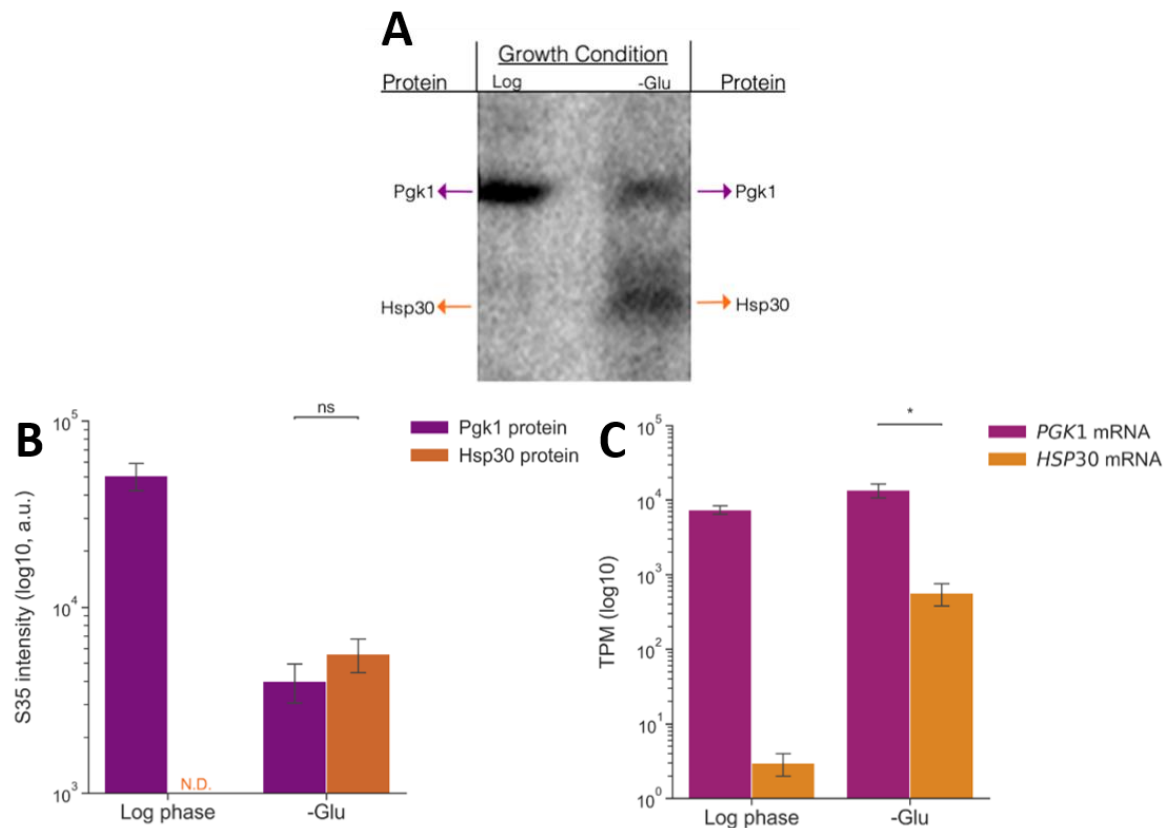 A
Growth Condition
Protein Log -Glu Protein
Pgk1 Pgk1
Hsp30 Hsp30
B
ns
Pgk1 protein
Hsp30 protein
S35 intensity (log10, a.u.)
10^5
10^4
10^3
N.D.
Log phase -Glu
C
*
PGK1 mRNA
HSP30 mRNA
TPM (log10)
10^5
10^4
10^3
10^2
10^1
10^0
Log phase -Glu